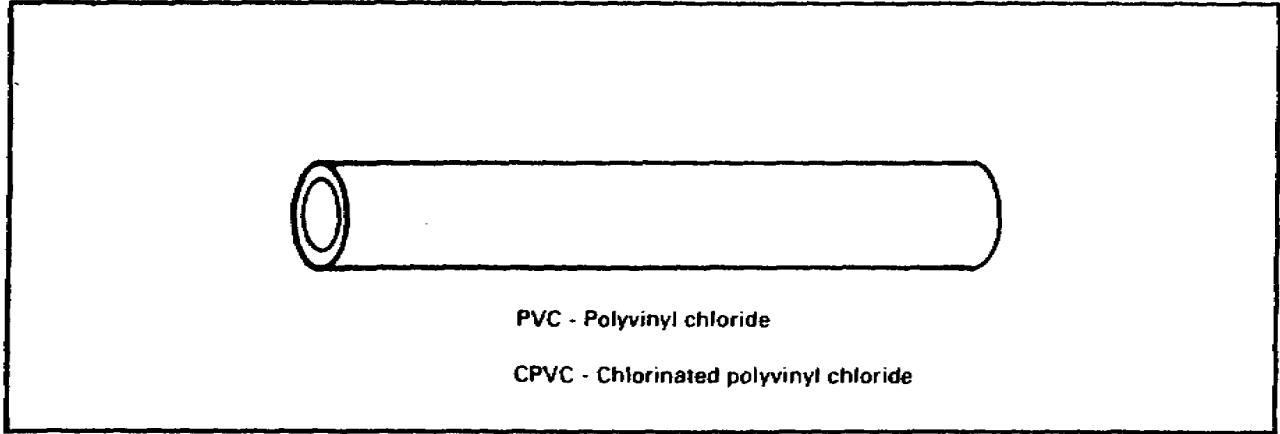 PVC - Polyvinyl chloride
CPVC - Chlorinated polyvinyl chloride